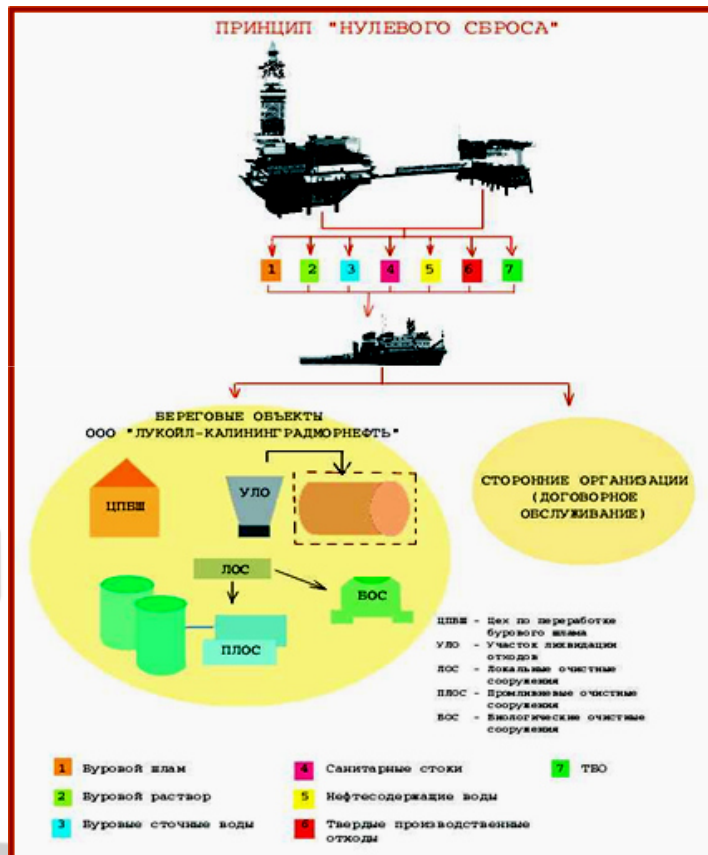 ПРИНЦИП "НУЛЕВОГО СБРОСА"
1 2 3 4 5 6 7
БЕРЕГОВЫЕ ОБЪЕКТЫ
ООО "ЛУКОЙЛ-КАЛИНИНГРАДМОРНЕФТЬ"
ЦПБШ
УЛО
ЛОС
БОС
ПЛОС
СТОРОННИЕ ОРГАНИЗАЦИИ
(ДОГОВОРНОЕ
ОБСЛУЖИВАНИЕ)
ЦПБШ - Цех по переработке
бурового шлама
УЛО - Участок ликвидации
отходов
ЛОС - Локальные очистные
сооружения
ПЛОС - Промливневые очистные
сооружения
БОС - Биологические очистные
сооружения
1 Буровой шлам
2 Буровой раствор
3 Буровые сточные воды
4 Санитарные стоки
5 Нефтесодержащие воды
6 Твердые производственные
отходы
7 ТБО